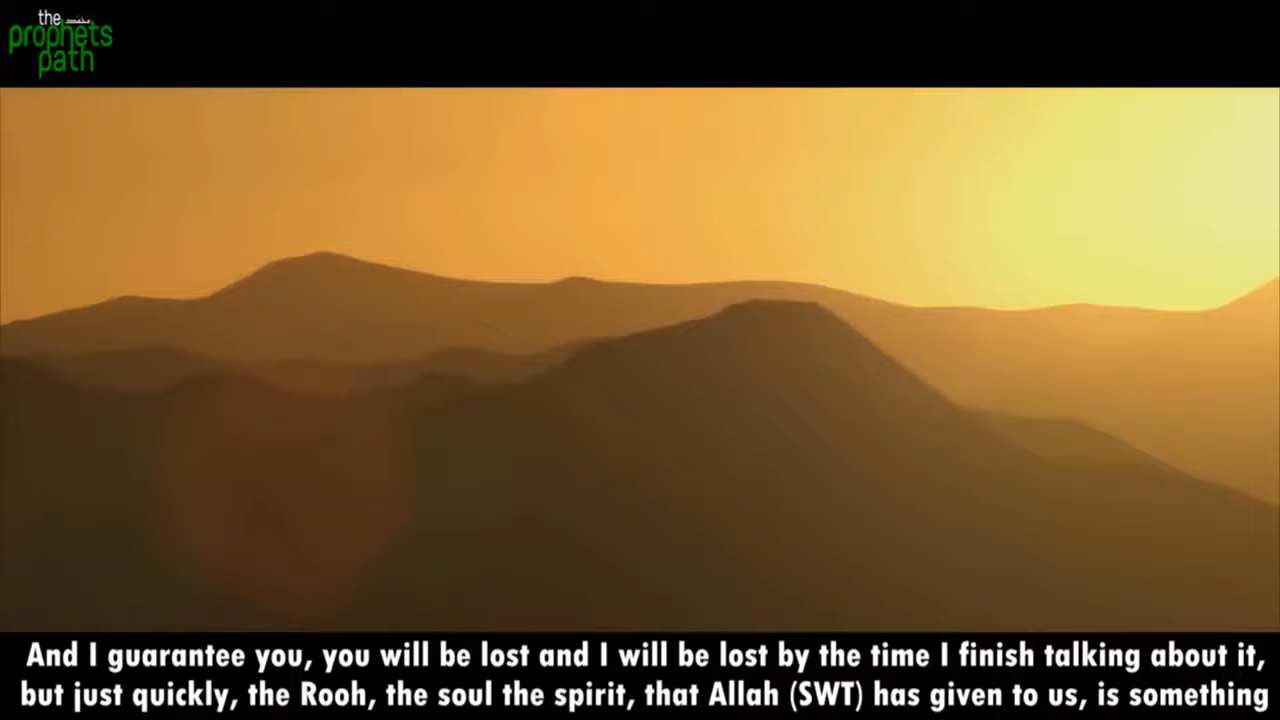 the
prophets
path
And I guarantee you, you will be lost and I will be lost by the time I finish talking about it,
but just quickly, the Rooh, the soul the spirit, that Allah (SWT) has given to us, is something